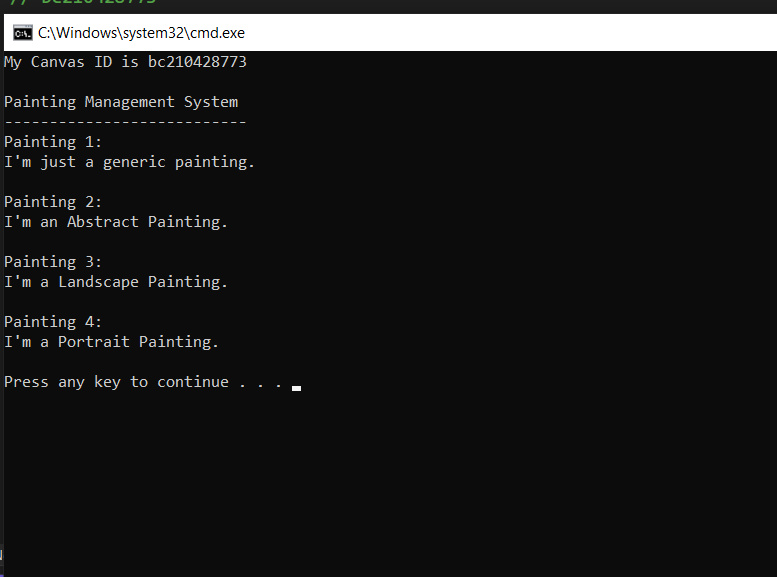 // bc210428773
C:\Windows\system32\cmd.exe
My Canvas ID is bc210428773
Painting Management System
---------------------------
Painting 1:
I'm just a generic painting.
Painting 2:
I'm an Abstract Painting.
Painting 3:
I'm a Landscape Painting.
Painting 4:
I'm a Portrait Painting.
Press any key to continue . . .